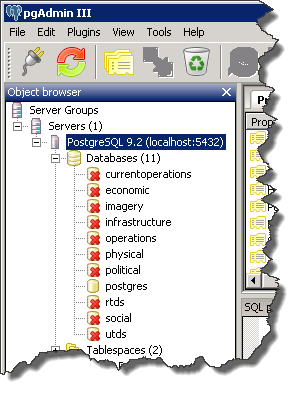 pgAdmin III
File Edit Plugins View Tools Help
Object browser
Server Groups
Servers (1)
PostgreSQL 9.2 (localhost:5432)
Databases (11)
currentoperations
economic
imagery
infrastructure
operations
physical
political
postgres
rtds
social
utds
Tablespaces (2)
SQL p